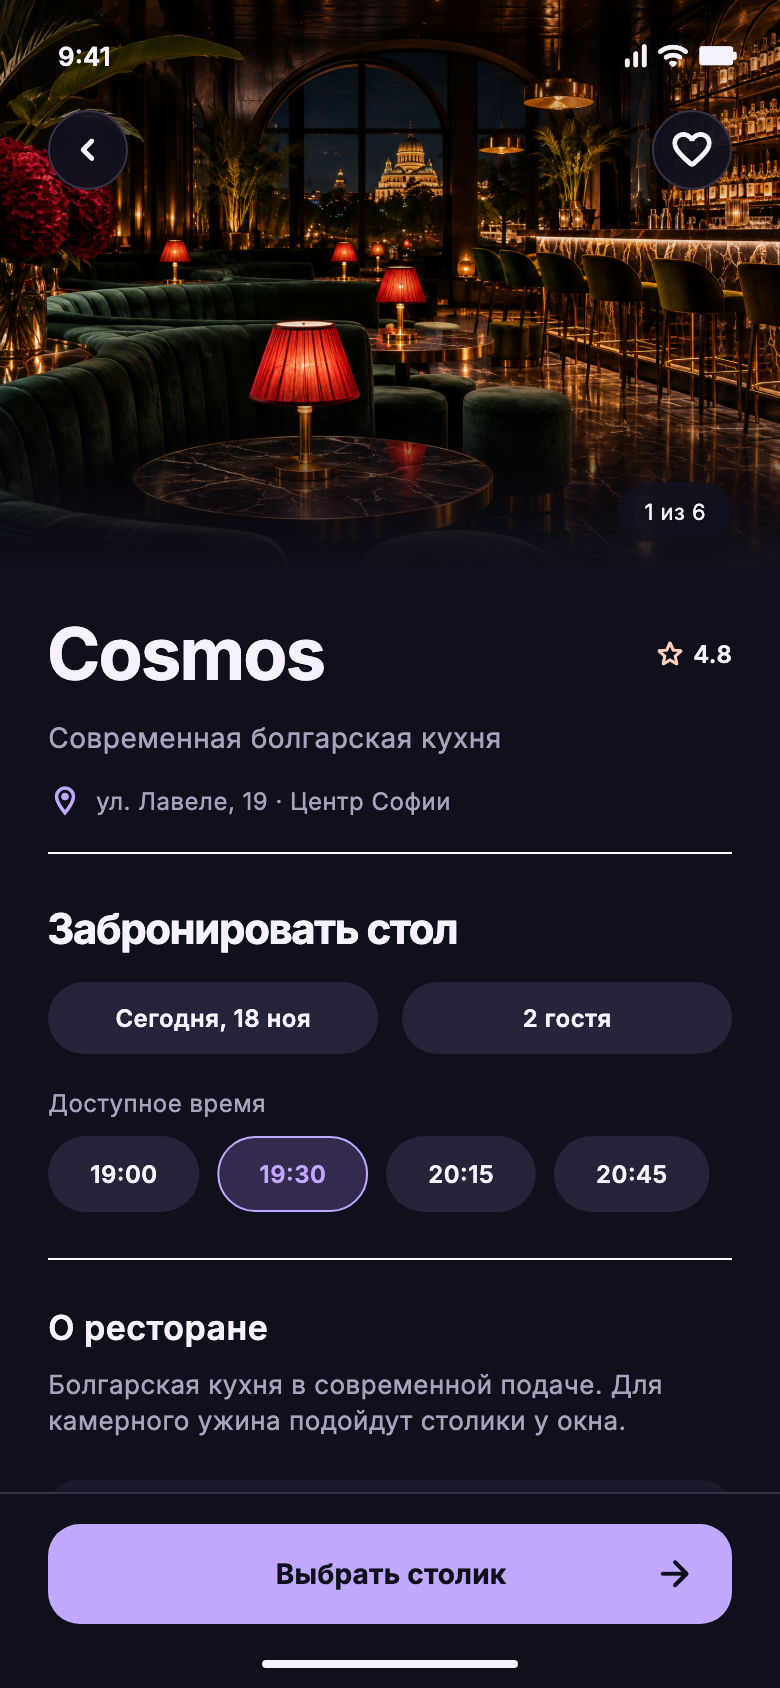 9:41
1 из 6
Cosmos
4.8
Современная болгарская кухня
ул. Лавеле, 19 · Центр Софии
Забронировать стол
Сегодня, 18 ноя
2 гостя
Доступное время
19:00
19:30
20:15
20:45
О ресторане
Болгарская кухня в современной подаче. Для
камерного ужина подойдут столики у окна.
Выбрать столик